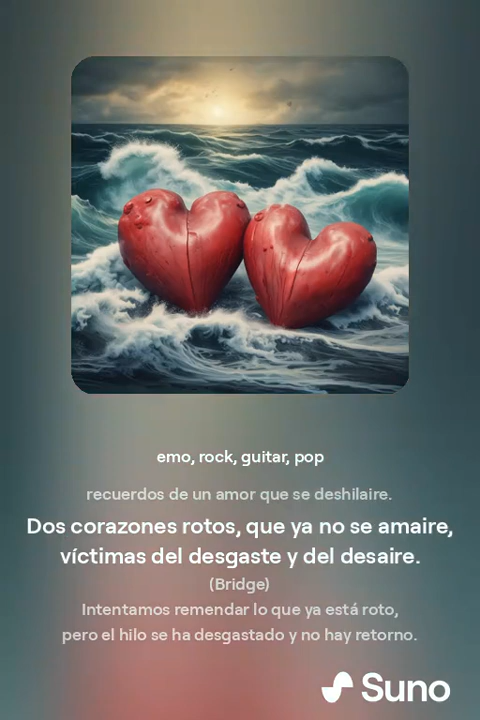 emo, rock, guitar, pop
recuerdos de un amor que se deshilaire.
Dos corazones rotos, que ya no se amaire,
víctimas del desgaste y del desaire.
(Bridge)
Intentamos remendar lo que ya está roto,
pero el hilo se ha desgastado y no hay retorno.
Suno